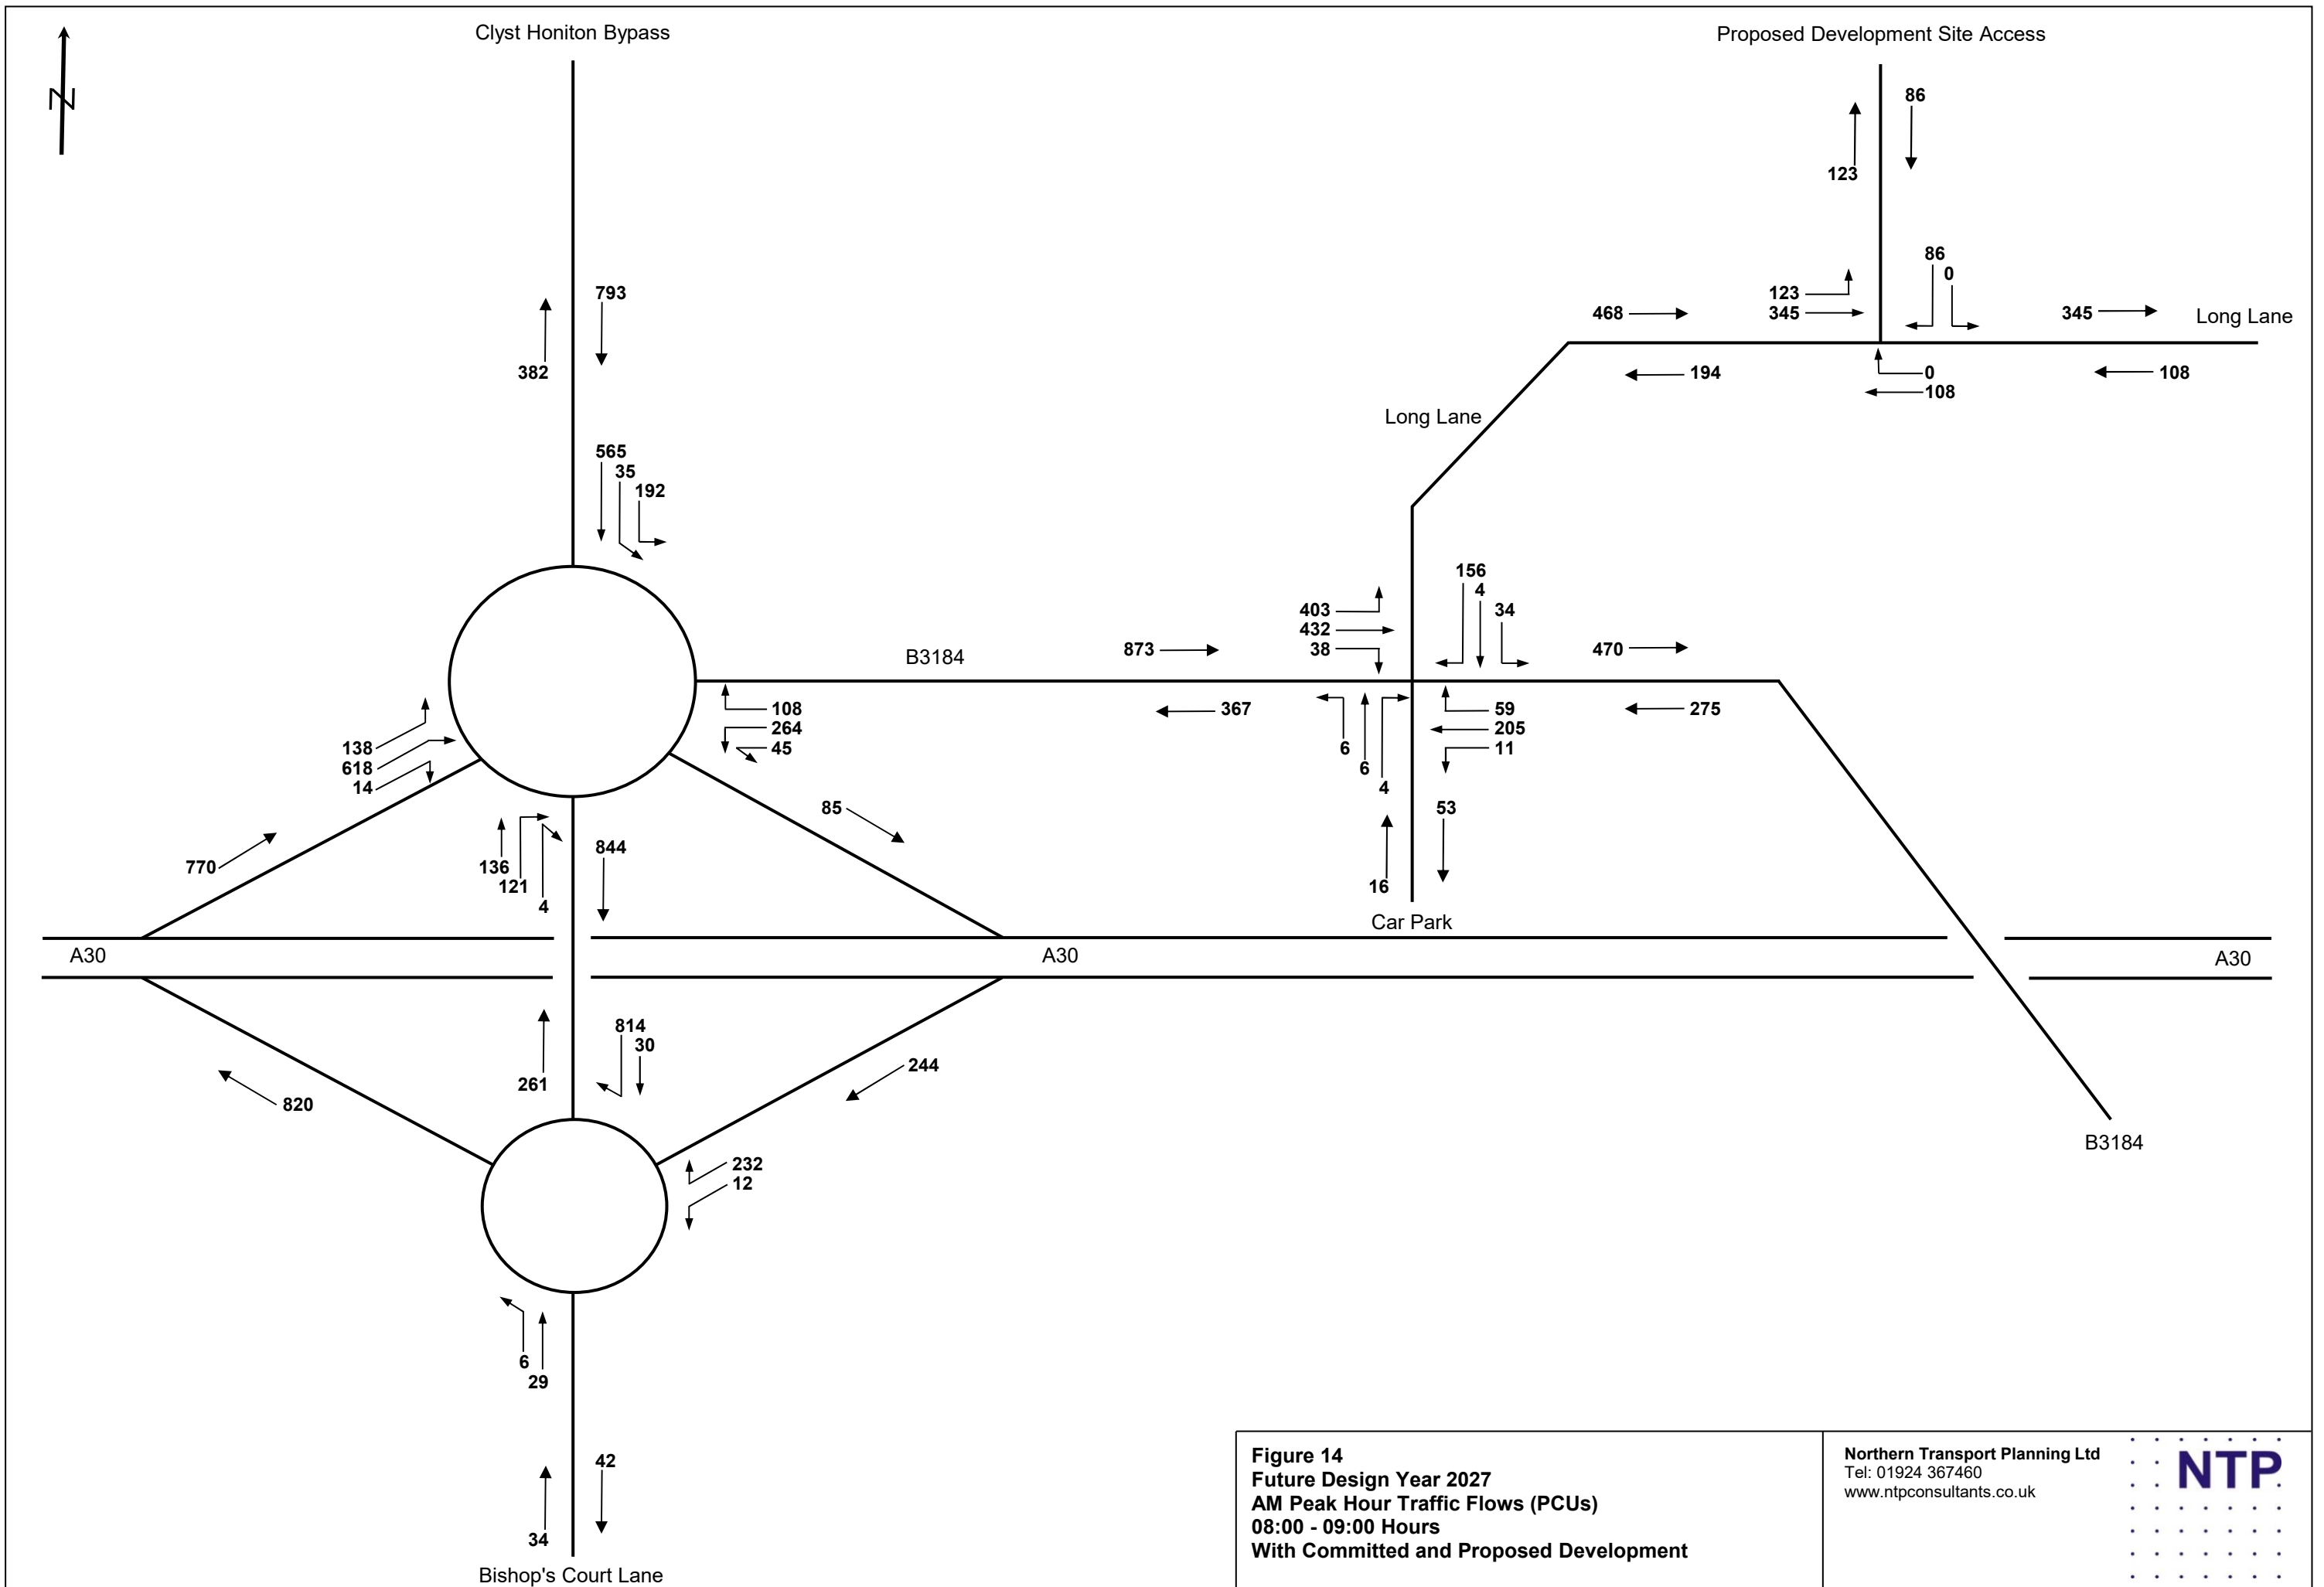 Clyst Honiton Bypass
Proposed Development Site Access
N
86
123
86
0
793
123
468
345
345
Long Lane
382
194
0
108
108
Long Lane
565
35
192
156
4
403
34
432
873
38
470
B3184
108
367
59
275
264
205
138
45
6
11
618
6
14
4
85
53
844
770
136
121
16
4
Car Park
A30
A30
A30
814
30
244
261
820
B3184
232
12
6
29
42
34
Bishop's Court Lane
Figure 14
Future Design Year 2027
AM Peak Hour Traffic Flows (PCUs)
08:00 - 09:00 Hours
With Committed and Proposed Development
Northern Transport Planning Ltd
Tel: 01924 367460
www.ntpconsultants.co.uk
NTP